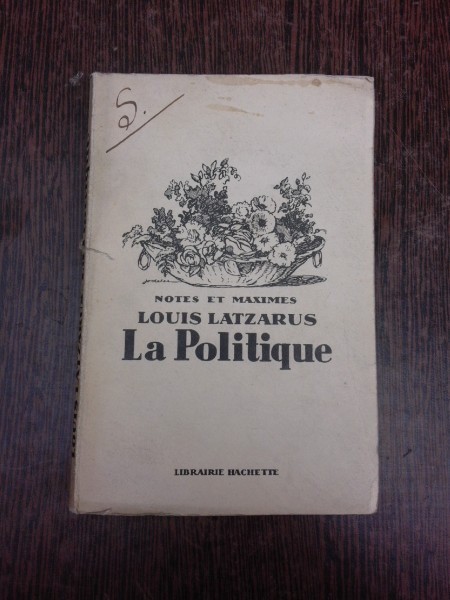 S.
NOTES ET MAXIMES
LOUIS LATZARUS
La Politique
LIBRAIRIE HACHETTE